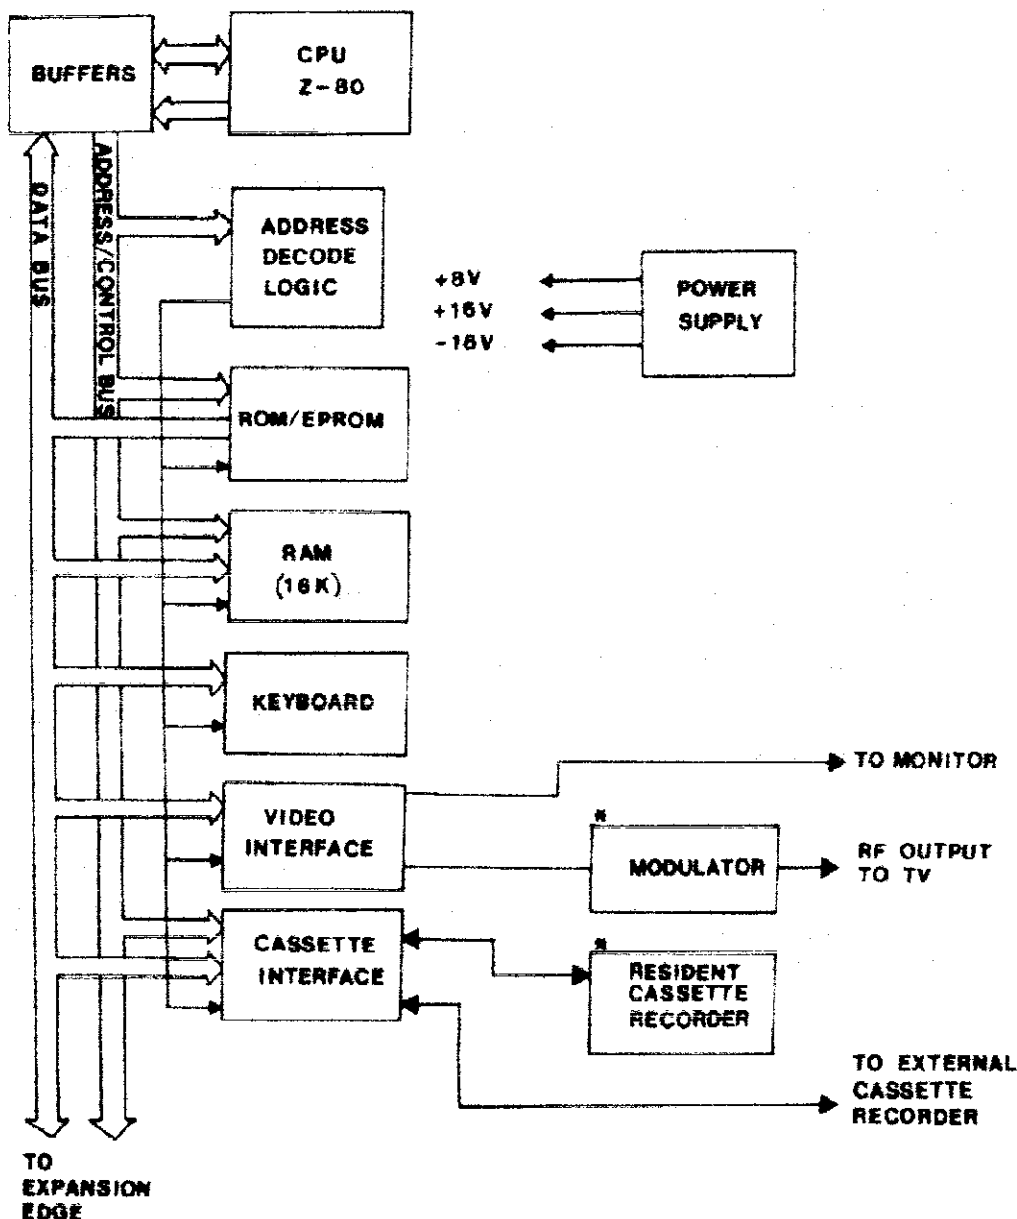 BUFFERS
CPU
Z-80
DATA BUS
ADDRESS/CONTROL BUS
ADDRESS
DECODE
LOGIC
+8V
+16V
-16V
POWER
SUPPLY
ROM/EPROM
RAM
(16K)
KEYBOARD
VIDEO
INTERFACE
TO MONITOR
*
MODULATOR
RF OUTPUT
TO TV
CASSETTE
INTERFACE
*
RESIDENT
CASSETTE
RECORDER
TO EXTERNAL
CASSETTE
RECORDER
TO
EXPANSION
EDGE